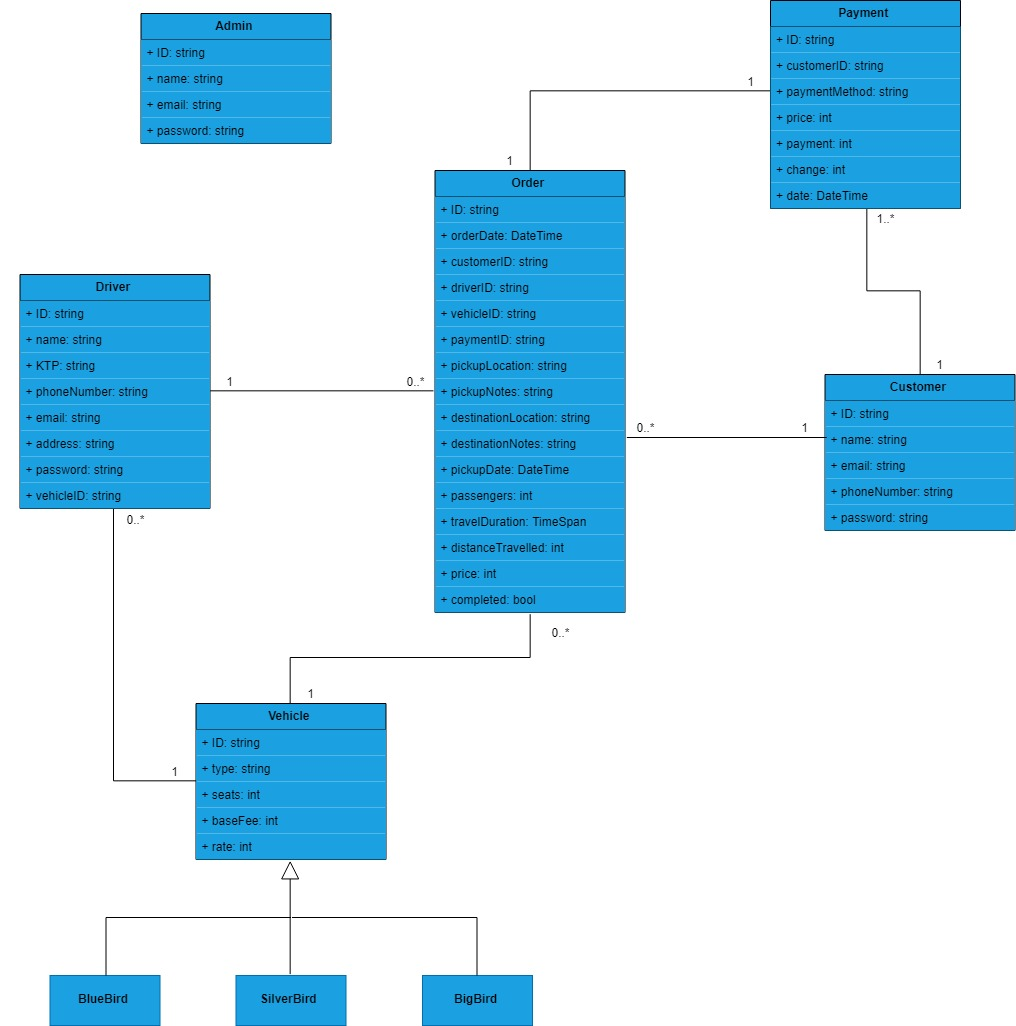 Admin
+ ID: string
+ name: string
+ email: string
+ password: string
Payment
+ ID: string
+ customerID: string
+ paymentMethod: string
+ price: int
+ payment: int
+ change: int
+ date: DateTime
1
1
1..*
1
Order
+ ID: string
+ orderDate: DateTime
+ customerID: string
+ driverID: string
+ vehicleID: string
+ paymentID: string
+ pickupLocation: string
+ pickupNotes: string
+ destinationLocation: string
+ destinationNotes: string
+ pickupDate: DateTime
+ passengers: int
+ travelDuration: TimeSpan
+ distanceTravelled: int
+ price: int
+ completed: bool
Driver
+ ID: string
+ name: string
+ KTP: string
+ phoneNumber: string
+ email: string
+ address: string
+ password: string
+ vehicleID: string
1
0..*
0..*
1
Customer
+ ID: string
+ name: string
+ email: string
+ phoneNumber: string
+ password: string
0..*
0..*
1
1
Vehicle
+ ID: string
+ type: string
+ seats: int
+ baseFee: int
+ rate: int
BlueBird
SilverBird
BigBird